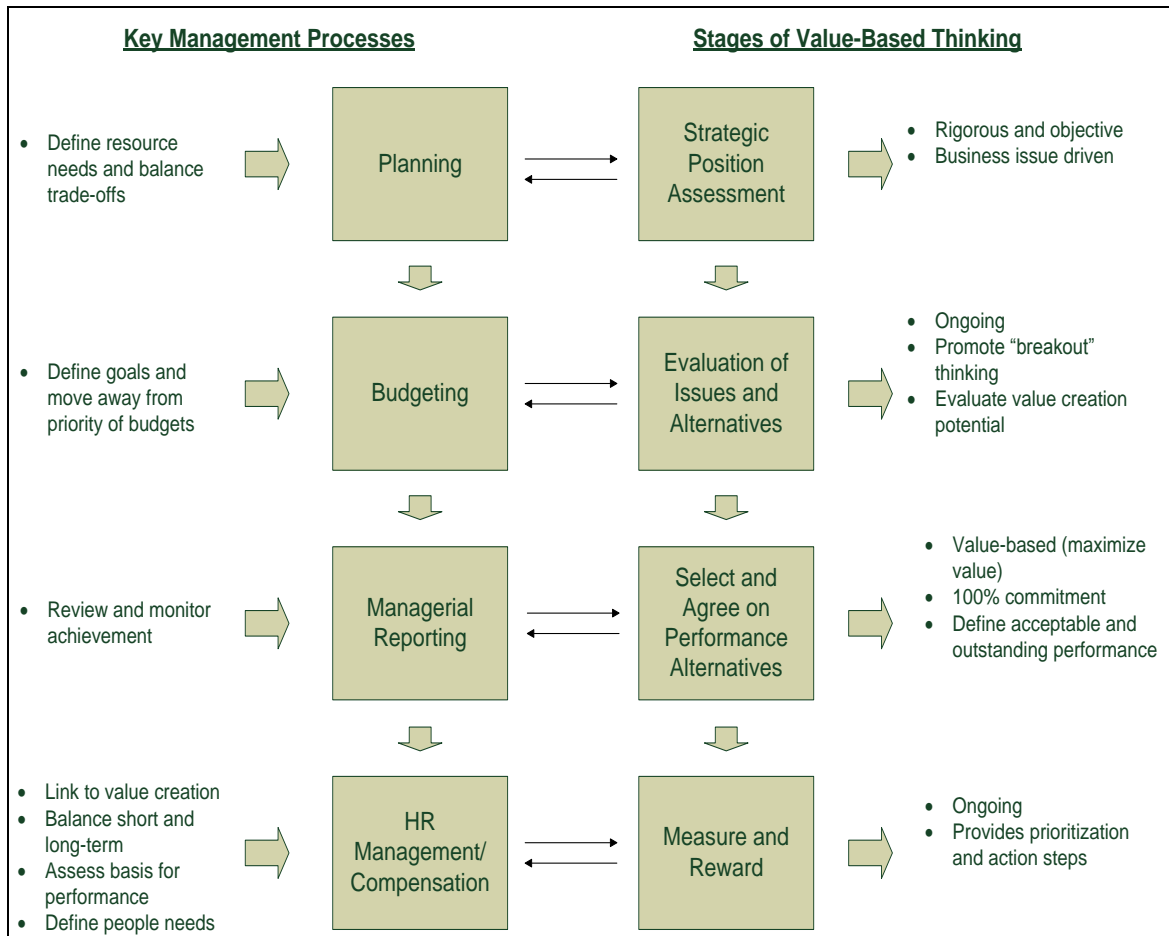 Key Management Processes
Stages of Value-Based Thinking
• Define resource
needs and balance
trade-offs
Planning
Strategic
Position
Assessment
• Rigorous and objective
• Business issue driven
• Define goals and
move away from
priority of budgets
Budgeting
Evaluation of
Issues and
Alternatives
• Ongoing
• Promote “breakout”
thinking
• Evaluate value creation
potential
• Review and monitor
achievement
Managerial
Reporting
Select and
Agree on
Performance
Alternatives
• Value-based (maximize
value)
• 100% commitment
• Define acceptable and
outstanding performance
• Link to value creation
• Balance short and
long-term
• Assess basis for
performance
• Define people needs
HR
Management/
Compensation
Measure and
Reward
• Ongoing
• Provides prioritization
and action steps